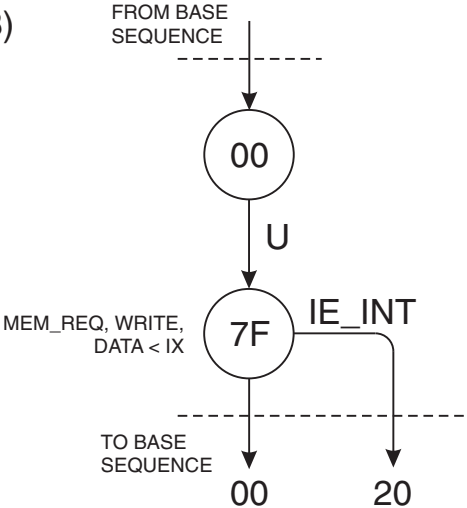 FROM BASE
SEQUENCE
00
U
IE_INT
MEM_REQ, WRITE,
DATA < IX
7F
TO BASE
SEQUENCE
00
20